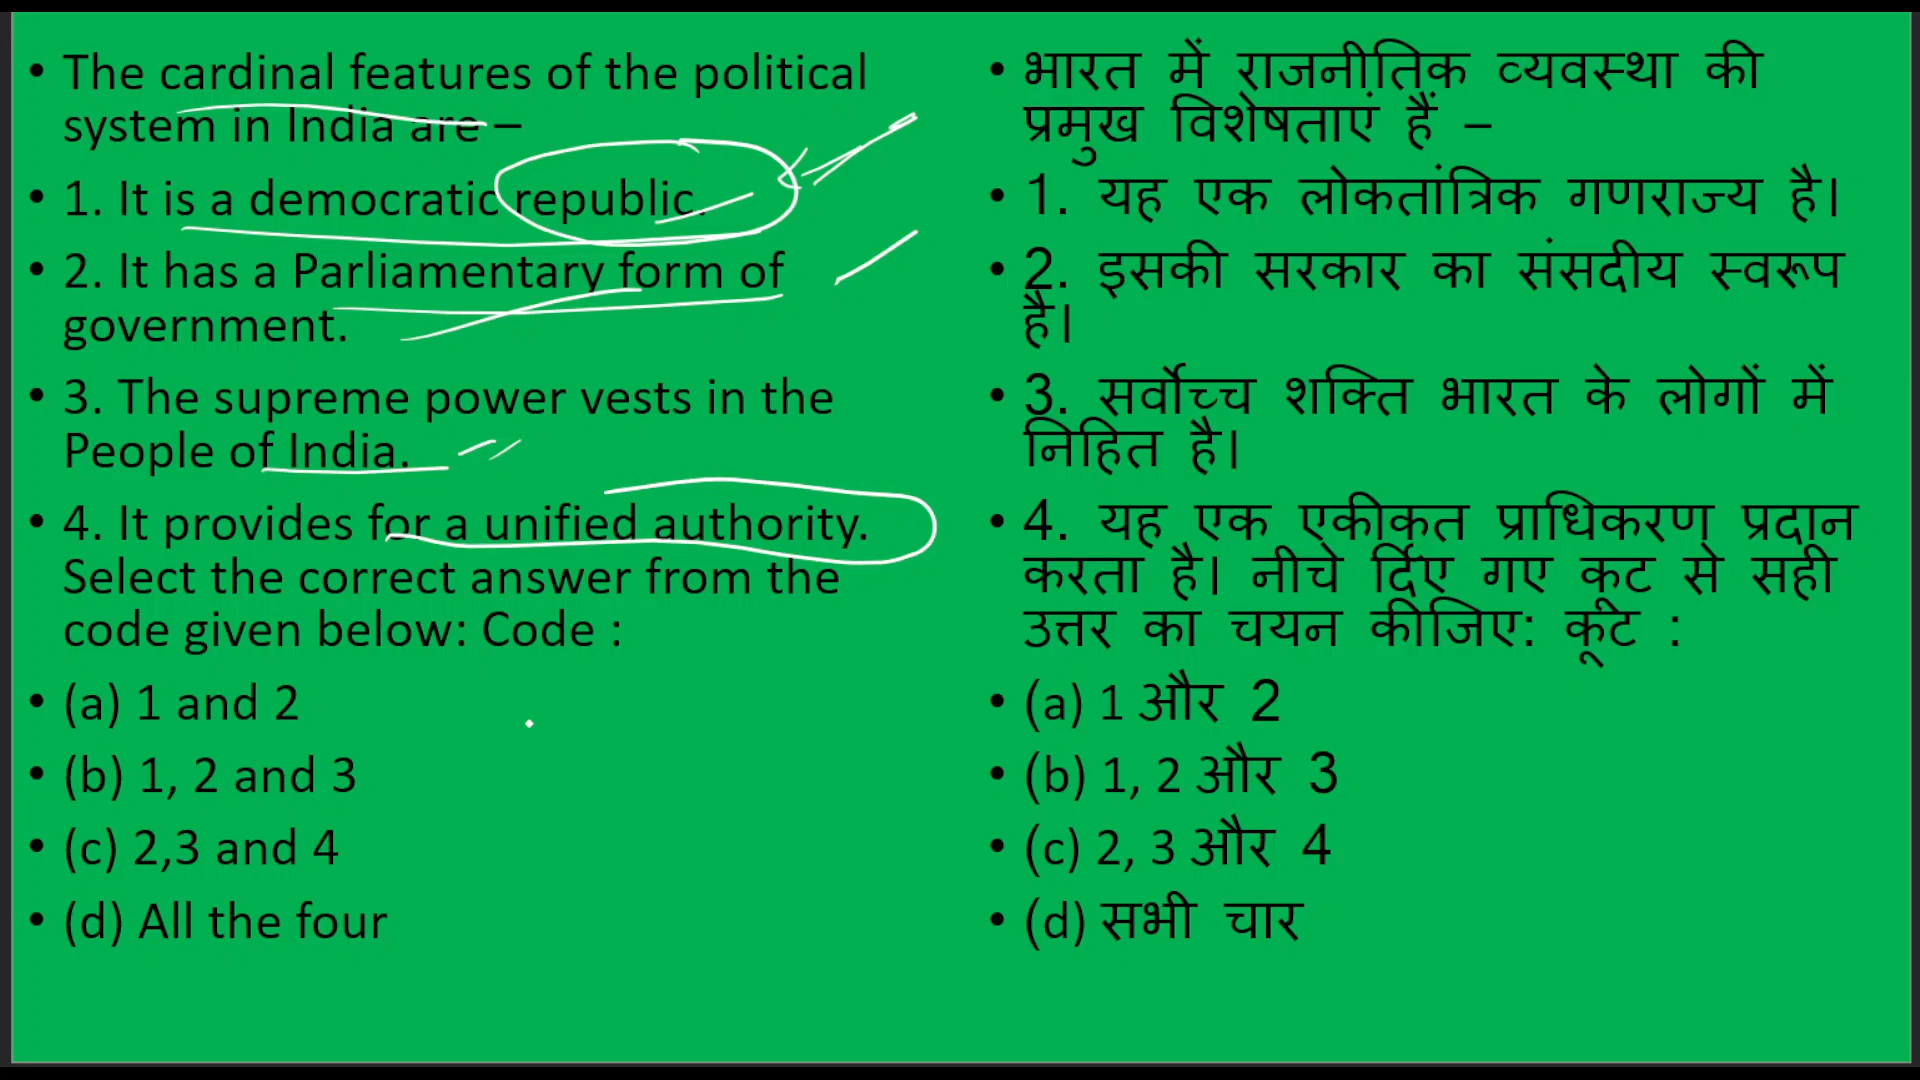 • The cardinal features of the political
system in India are –
• 1. It is a democratic republic.
• 2. It has a Parliamentary form of
government.
• 3. The supreme power vests in the
People of India.
• 4. It provides for a unified authority.
Select the correct answer from the
code given below: Code :
• (a) 1 and 2
• (b) 1, 2 and 3
• (c) 2,3 and 4
• (d) All the four
• भारत में राजनीतिक व्यवस्था की
प्रमुख विशेषताएं हैं –
• 1. यह एक लोकतांत्रिक गणराज्य है।
• 2. इसकी सरकार का संसदीय स्वरूप
है।
• 3. सर्वोच्च शक्ति भारत के लोगों में
निहित है।
• 4. यह एक एकीकृत प्राधिकरण प्रदान
करता है। नीचे दिए गए कूट से सही
उत्तर का चयन कीजिए: कूट :
• (a) 1 और 2
• (b) 1, 2 और 3
• (c) 2, 3 और 4
• (d) सभी चार